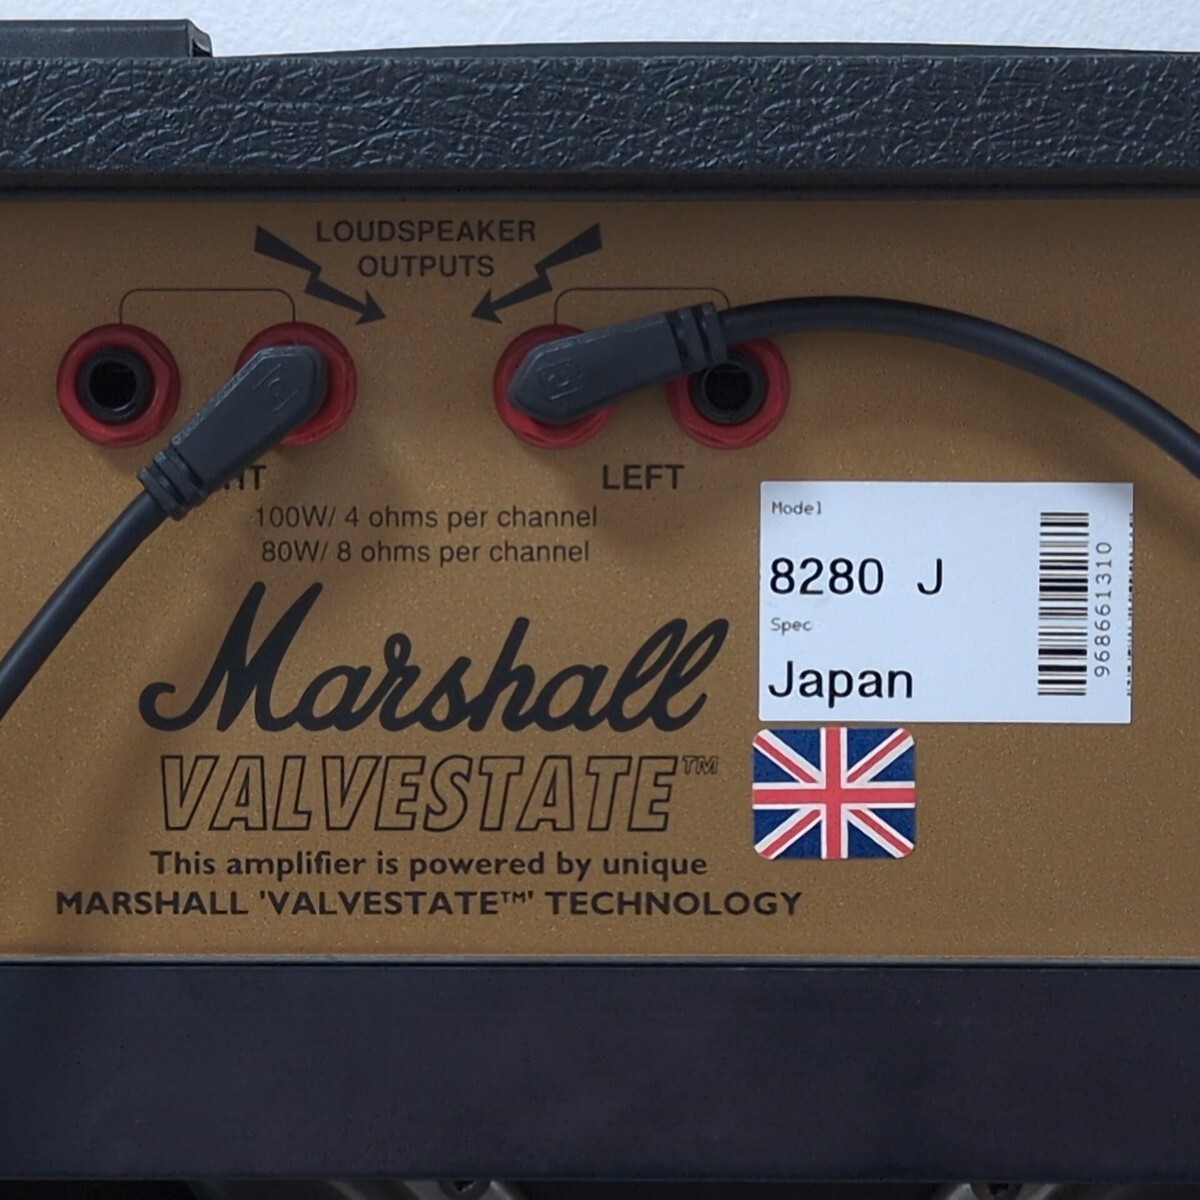 LOUDSPEAKER
OUTPUTS
LEFT
100W/ 4 ohms per channel
80W/ 8 ohms per channel
Model
8280 J
Spec
Japan
968661310
Marshall
VALVESTATE™
This amplifier is powered by unique
MARSHALL 'VALVESTATE™' TECHNOLOGY